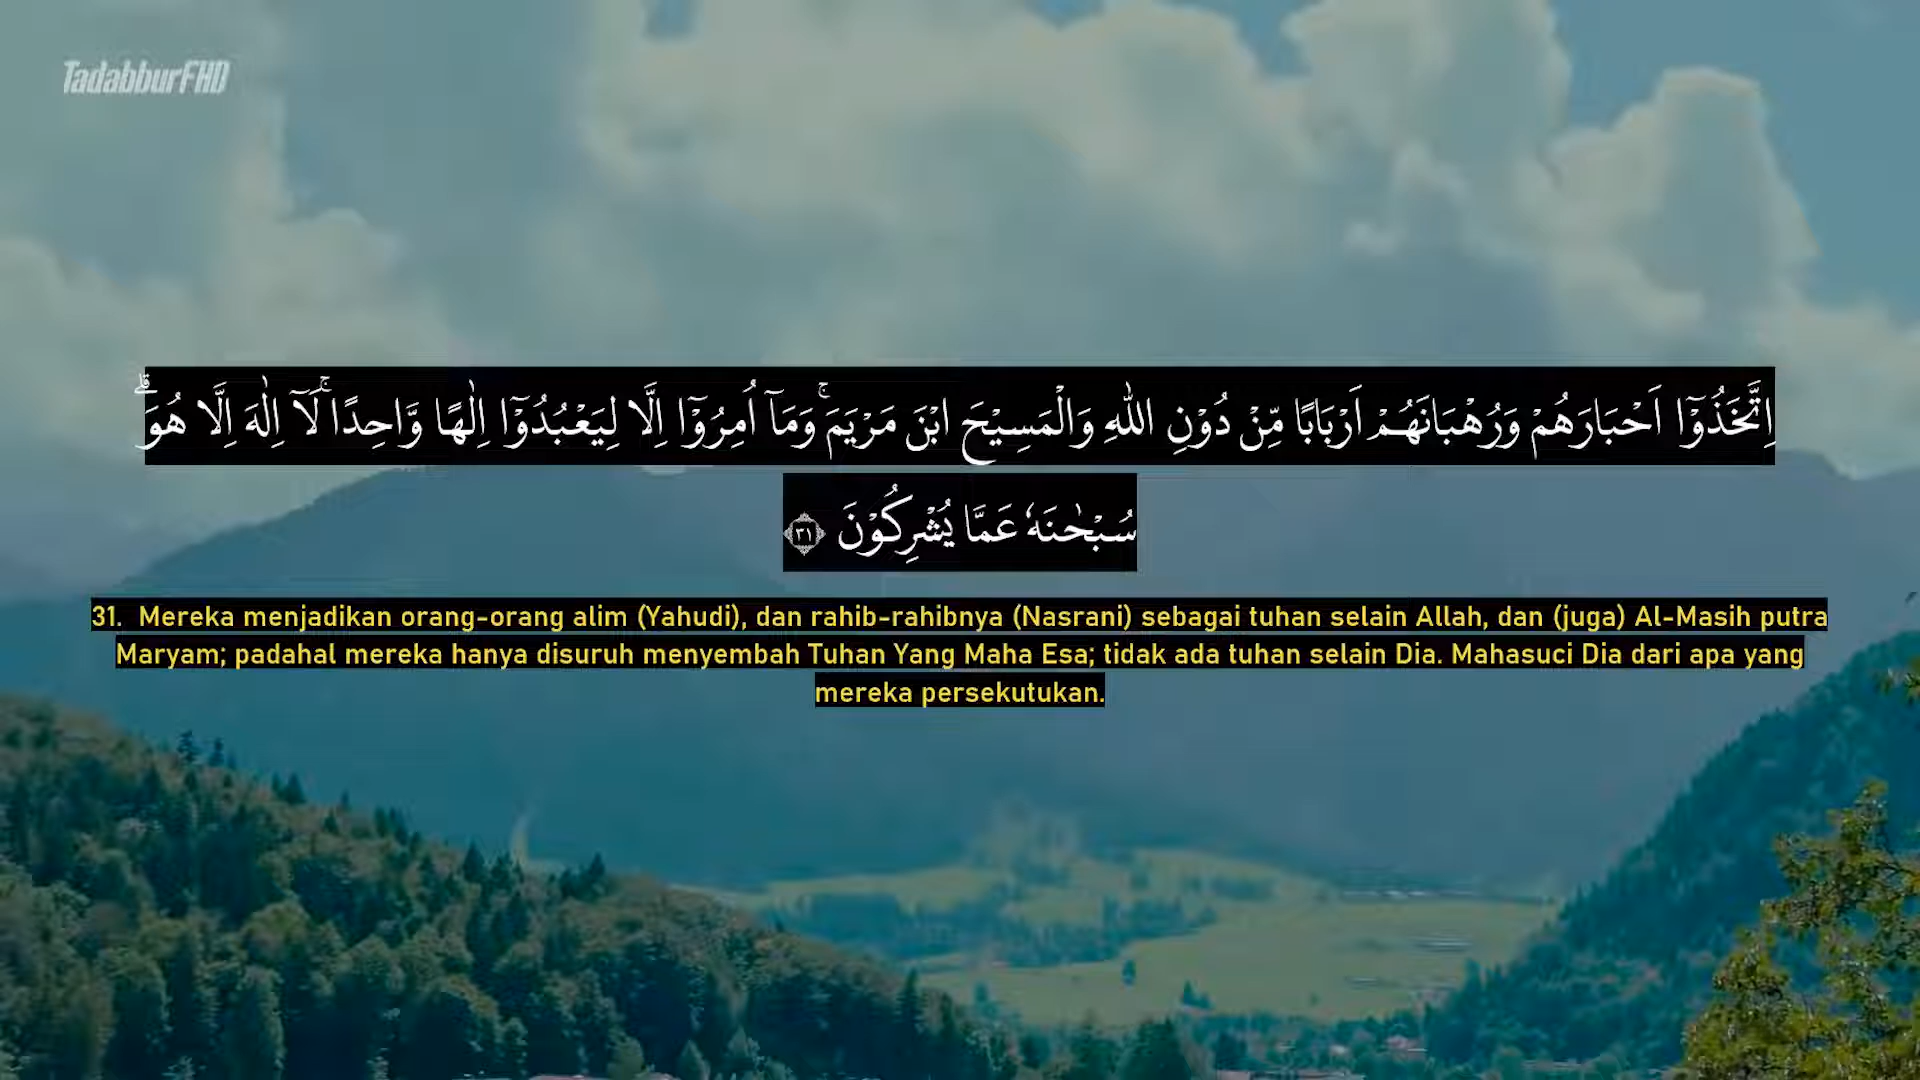 TadabburFHD
اِتَّخَذُوْٓا اَحْبَارَهُمْ وَرُهْبَانَهُمْ اَرْبَابًا مِّنْ دُوْنِ اللّٰهِ وَالْمَسِيْحَ ابْنَ مَرْيَمَۚ وَمَآ اُمِرُوْٓا اِلَّا لِيَعْبُدُوْٓا اِلٰهًا وَّاحِدًاۚ لَآ اِلٰهَ اِلَّا هُوَۗ
سُبْحٰنَهٗ عَمَّا يُشْرِكُوْنَ ٣١
31. Mereka menjadikan orang-orang alim (Yahudi), dan rahib-rahibnya (Nasrani) sebagai tuhan selain Allah, dan (juga) Al-Masih putra
Maryam; padahal mereka hanya disuruh menyembah Tuhan Yang Maha Esa; tidak ada tuhan selain Dia. Mahasuci Dia dari apa yang
mereka persekutukan.